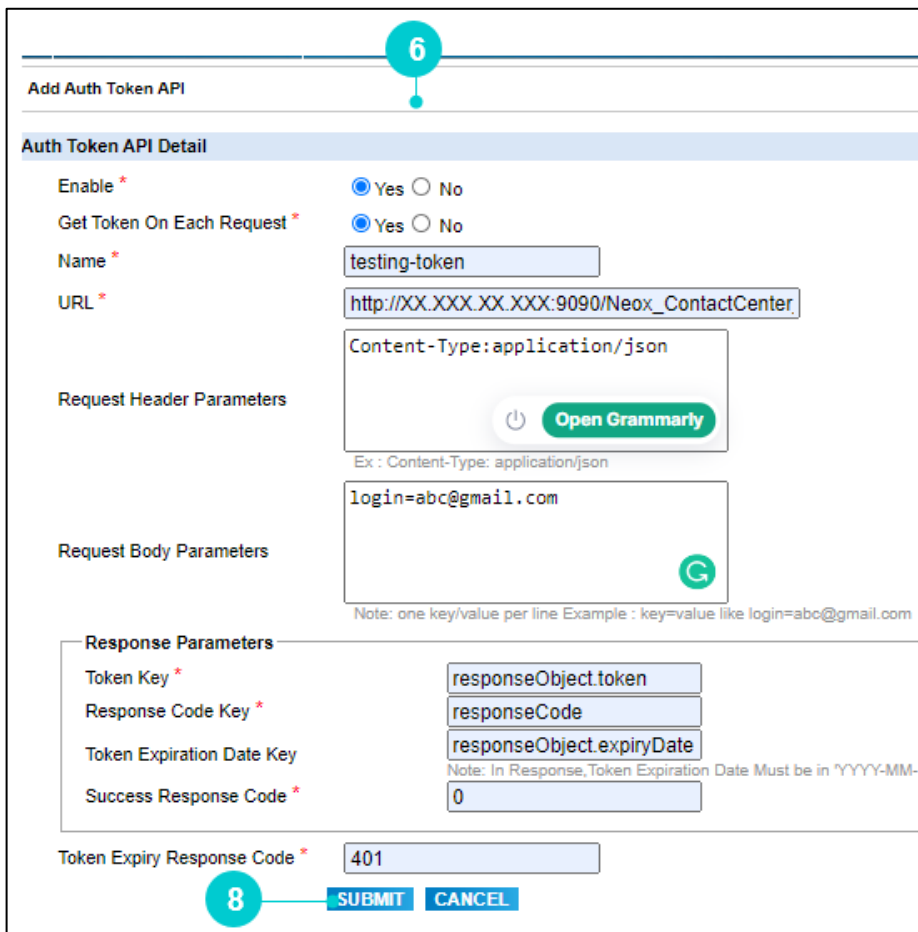 6
Add Auth Token API
Auth Token API Detail
Enable * Yes No
Get Token On Each Request * Yes No
Name * testing-token
URL * http://XX.XXX.XX.XXX:9090/Neox_ContactCenter_
Request Header Parameters
Content-Type:application/json
Open Grammarly
Ex : Content-Type: application/json
Request Body Parameters
login=abc@gmail.com
G
Note: one key/value per line Example : key=value like login=abc@gmail.com
Response Parameters
Token Key * responseObject.token
Response Code Key * responseCode
Token Expiration Date Key responseObject.expiryDate
Note: In Response,Token Expiration Date Must be in 'YYYY-MM-
Success Response Code * 0
Token Expiry Response Code * 401
8 SUBMIT CANCEL